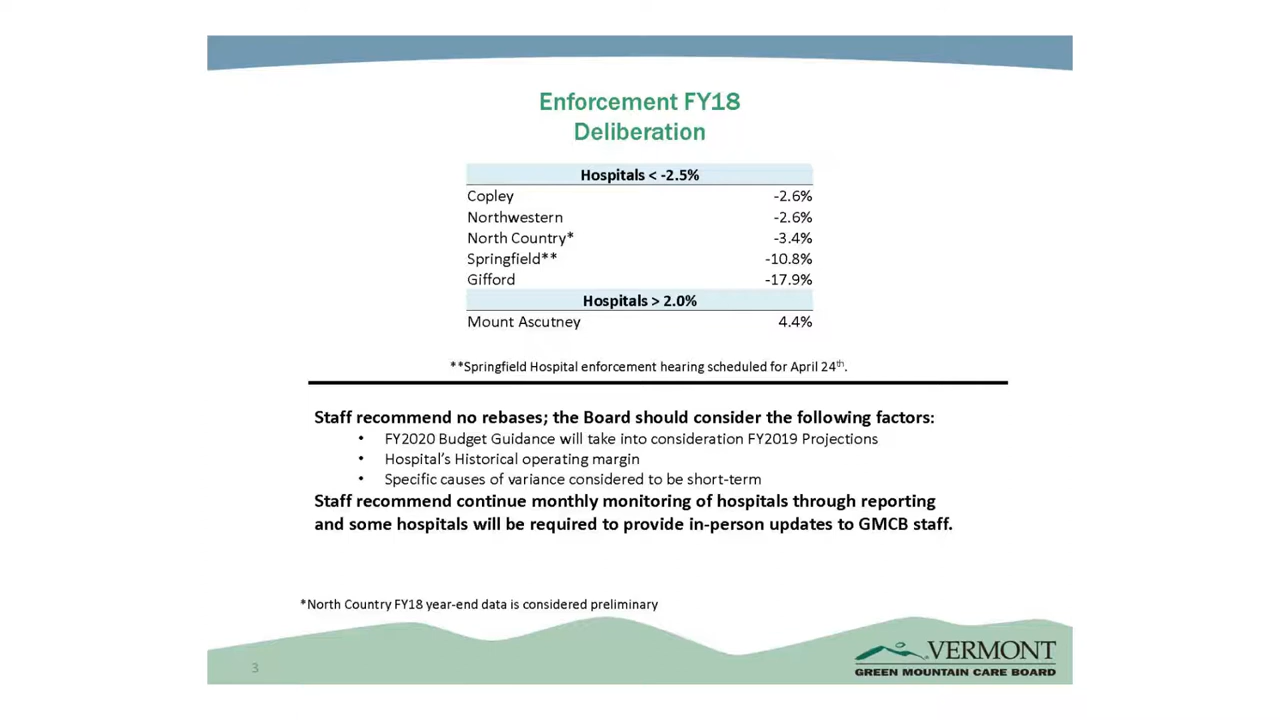 Enforcement FY18
Deliberation
Hospitals < -2.5%
Copley -2.6%
Northwestern -2.6%
North Country* -3.4%
Springfield** -10.8%
Gifford -17.9%
Hospitals > 2.0%
Mount Ascutney 4.4%
**Springfield Hospital enforcement hearing scheduled for April 24th.
Staff recommend no rebases; the Board should consider the following factors:
• FY2020 Budget Guidance will take into consideration FY2019 Projections
• Hospital's Historical operating margin
• Specific causes of variance considered to be short-term
Staff recommend continue monthly monitoring of hospitals through reporting
and some hospitals will be required to provide in-person updates to GMCB staff.
*North Country FY18 year-end data is considered preliminary
3
VERMONT
GREEN MOUNTAIN CARE BOARD